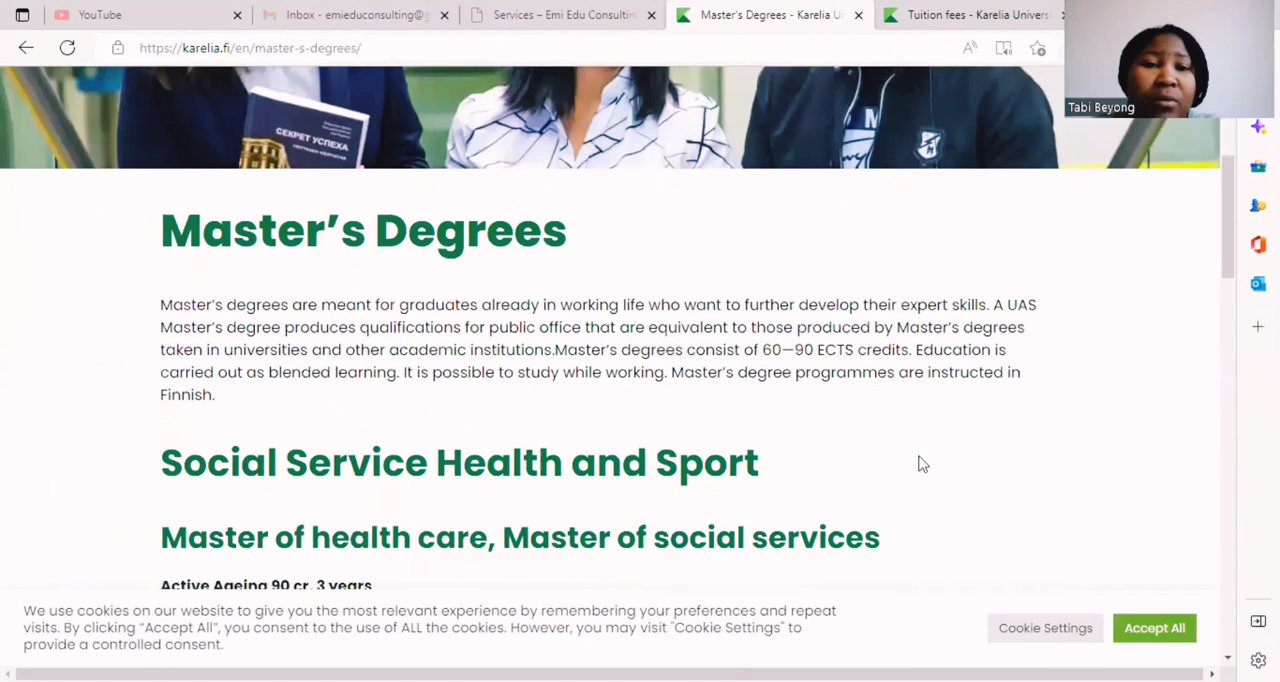 YouTube
Inbox - emieduconsulting@g
Services – Emi Edu Consultin
Master's Degrees - Karelia U
Tuition fees - Karelia Universi
https://karelia.fi/en/master-s-degrees/
Tabi Beyong
СЕКРЕТ УСПЕХА
Master’s Degrees
Master’s degrees are meant for graduates already in working life who want to further develop their expert skills. A UAS
Master’s degree produces qualifications for public office that are equivalent to those produced by Master’s degrees
taken in universities and other academic institutions.Master’s degrees consist of 60—90 ECTS credits. Education is
carried out as blended learning. It is possible to study while working. Master’s degree programmes are instructed in
Finnish.
Social Service Health and Sport
Master of health care, Master of social services
Active Ageing 90 cr, 3 years
We use cookies on our website to give you the most relevant experience by remembering your preferences and repeat
visits. By clicking “Accept All”, you consent to the use of ALL the cookies. However, you may visit "Cookie Settings" to
provide a controlled consent.
Cookie Settings
Accept All